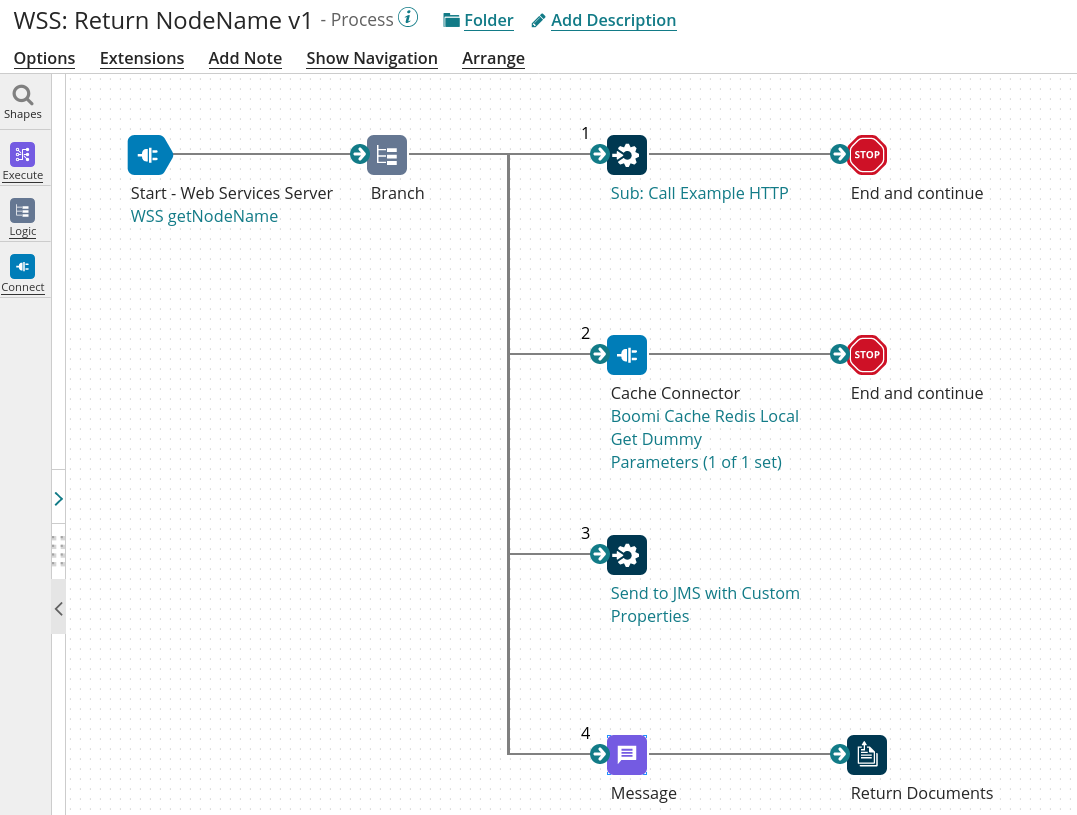 WSS: Return NodeName v1 - Process i Folder Add Description
Options Extensions Add Note Show Navigation Arrange
Shapes
Execute
Logic
Connect
Start - Web Services Server
WSS getNodeName
Branch
1
Sub: Call Example HTTP
STOP
End and continue
2
Cache Connector
Boomi Cache Redis Local
Get Dummy
Parameters (1 of 1 set)
STOP
End and continue
3
Send to JMS with Custom
Properties
4
Message
Return Documents